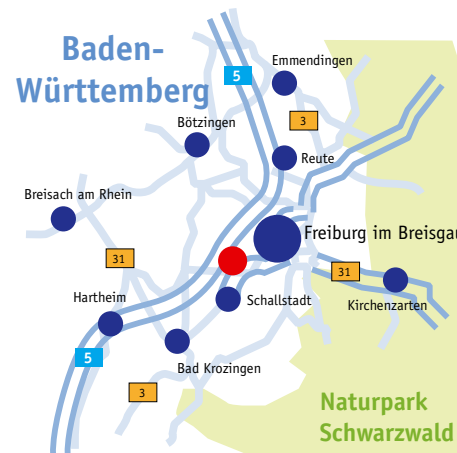 Baden-
Württemberg
5
Emmendingen
3
Bötzingen
Reute
Breisach am Rhein
Freiburg im Breisgau
31
31
Hartheim
Schallstadt
Kirchenzarten
5
Bad Krozingen
3
Naturpark
Schwarzwald